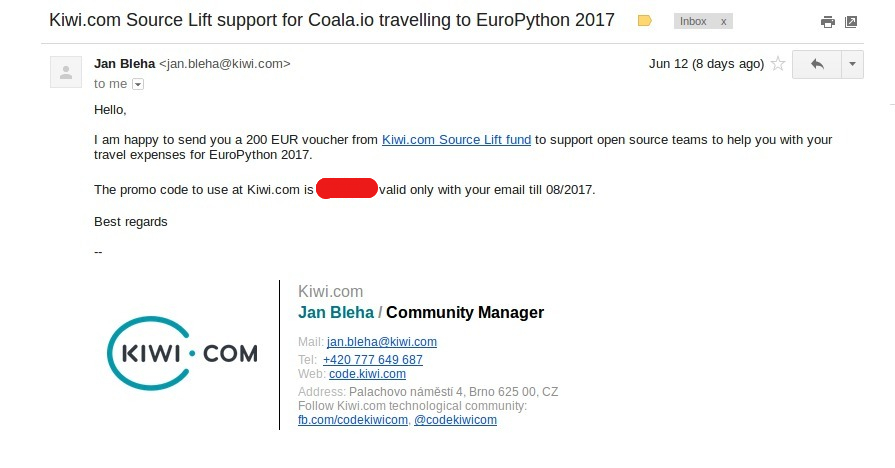 Kiwi.com Source Lift support for Coala.io travelling to EuroPython 2017
Inbox x
Jan Bleha <jan.bleha@kiwi.com>
Jun 12 (8 days ago)
to me
Hello,
I am happy to send you a 200 EUR voucher from Kiwi.com Source Lift fund to support open source teams to help you with your
travel expenses for EuroPython 2017.
The promo code to use at Kiwi.com is valid only with your email till 08/2017.
Best regards
--
KIWI.COM
Kiwi.com
Jan Bleha / Community Manager
Mail: jan.bleha@kiwi.com
Tel: +420 777 649 687
Web: code.kiwi.com
Address: Palachovo náměstí 4, Brno 625 00, CZ
Follow Kiwi.com technological community:
fb.com/codekiwicom, @codekiwicom